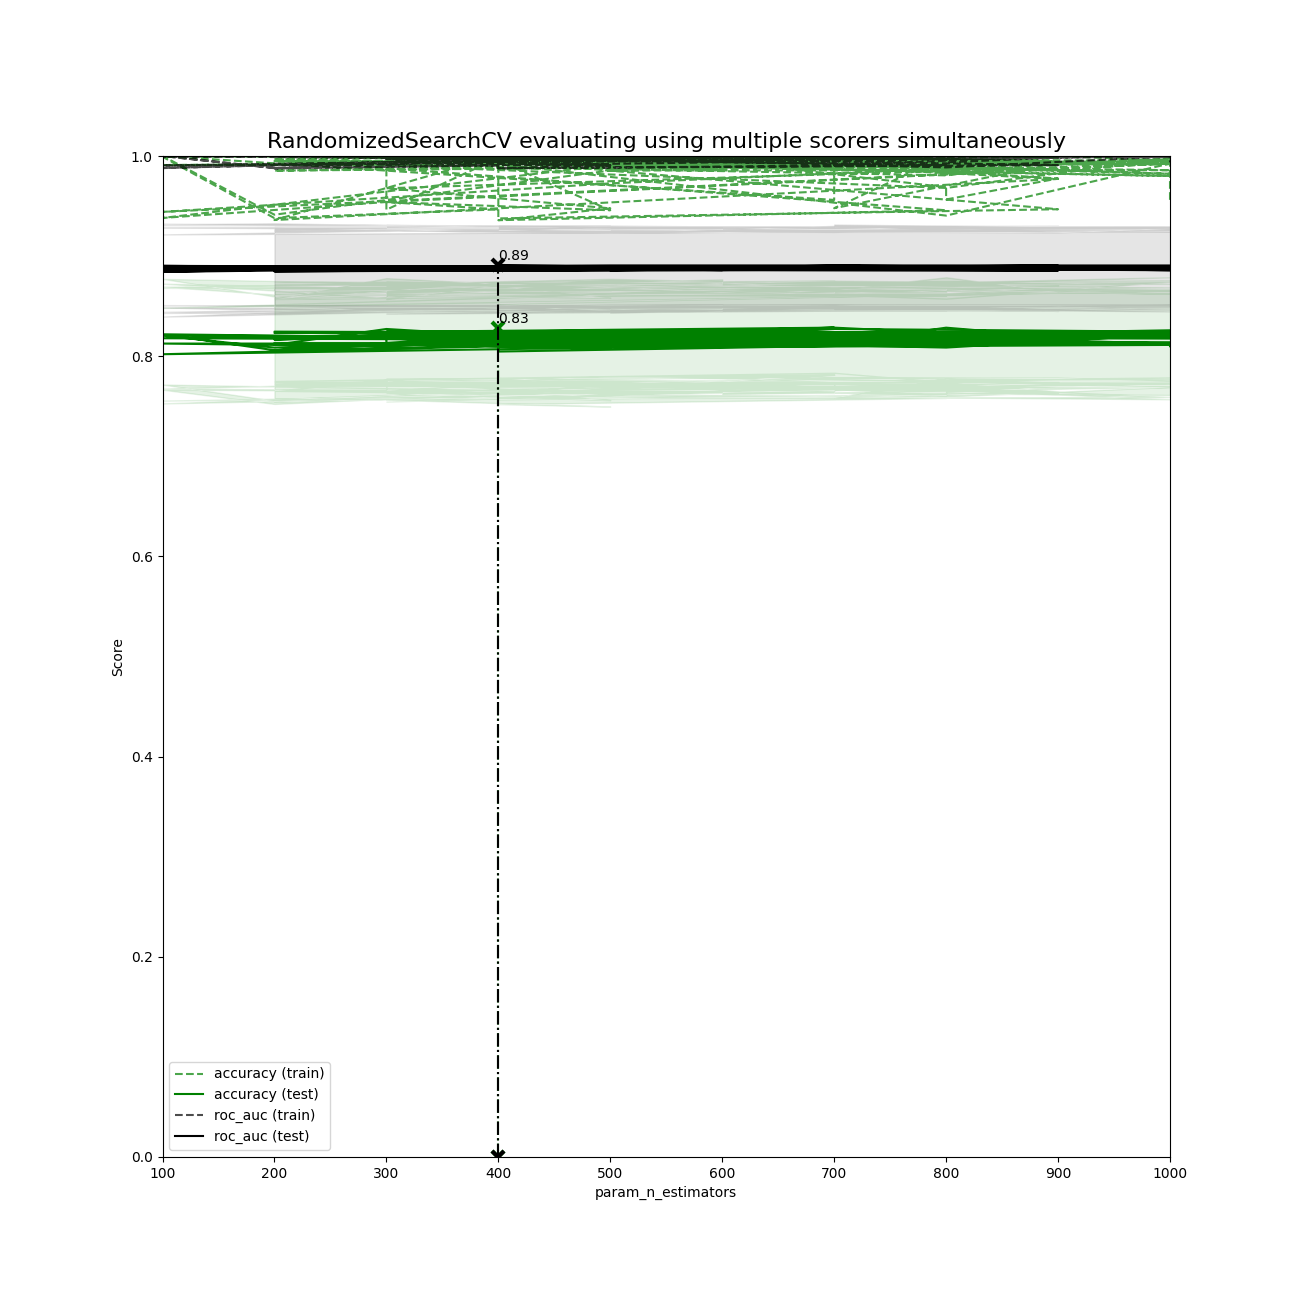 RandomizedSearchCV evaluating using multiple scorers simultaneously
1.0
0.8
0.6
0.4
0.2
0.0
Score
0.89
0.83
accuracy (train)
accuracy (test)
roc_auc (train)
roc_auc (test)
100 200 300 400 500 600 700 800 900 1000
param_n_estimators